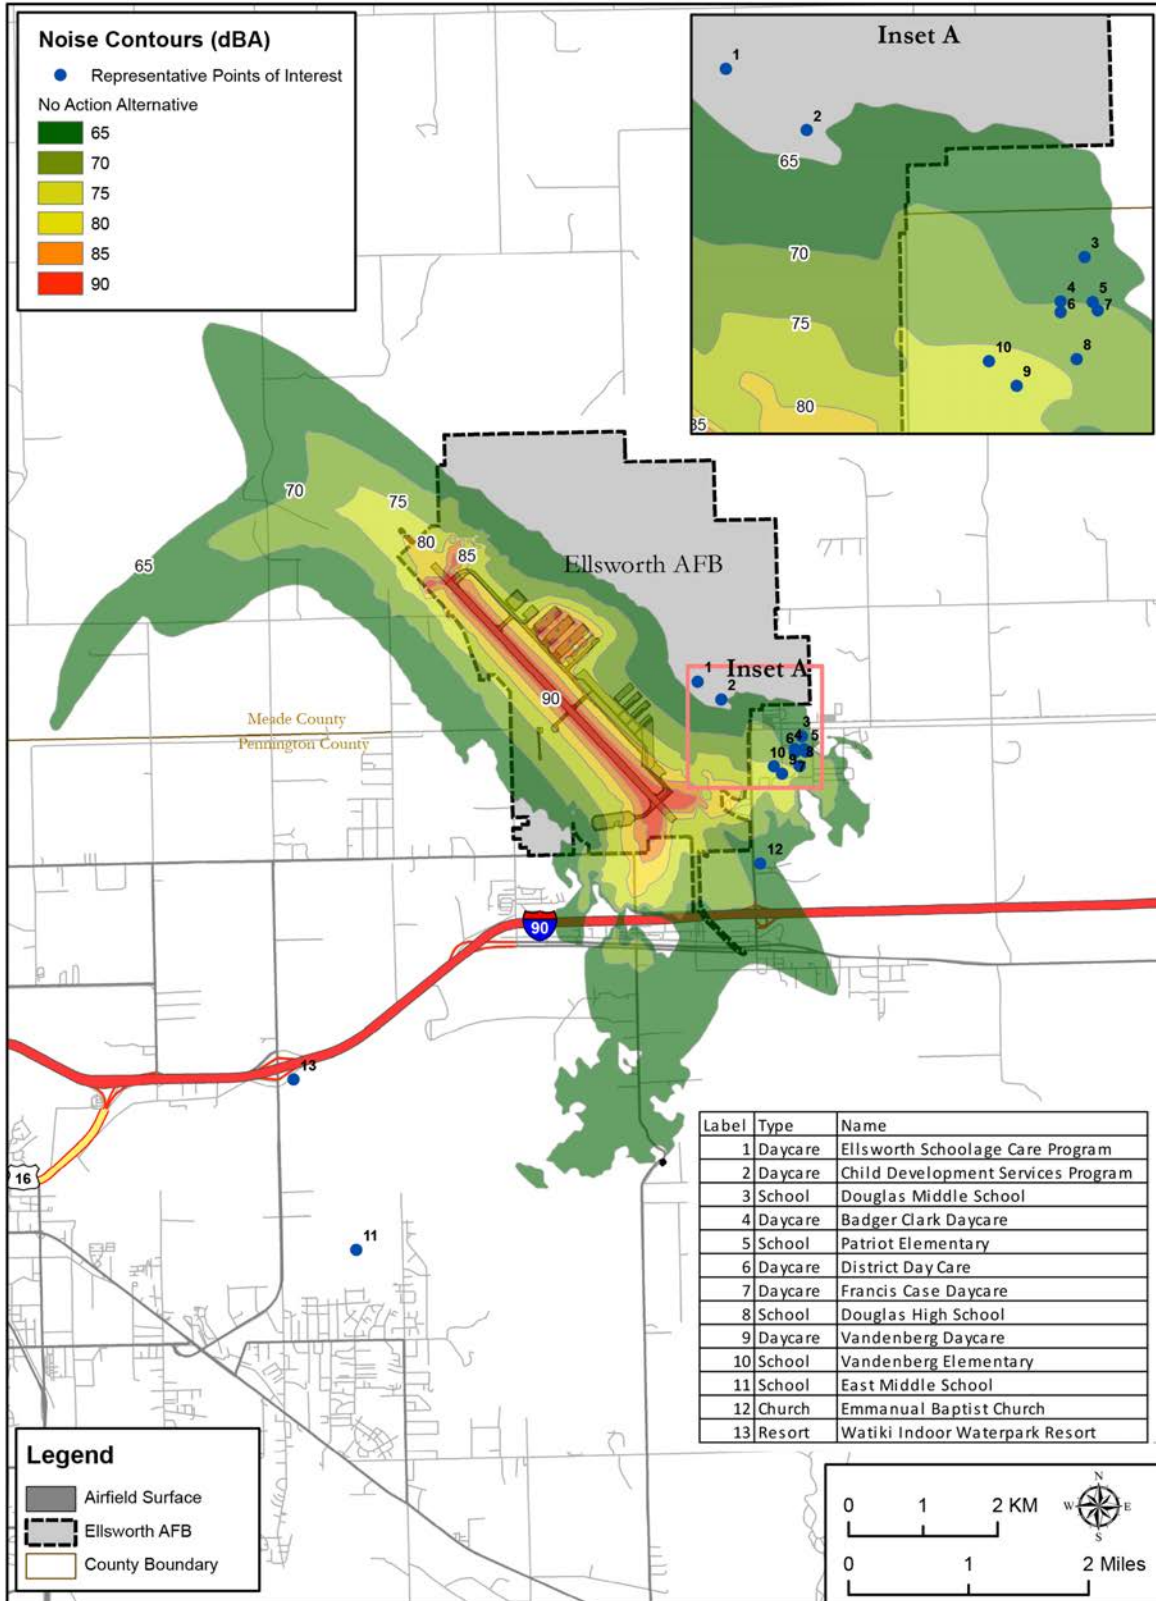 Noise Contours (dBA)
Representative Points of Interest
No Action Alternative
65
70
75
80
85
90
Inset A
1
2
65
70
3
4 5
6 7
75
8
10
9
80
85
70
75
65
80
85
Ellsworth AFB
1
Inset A
2
90
Meade County
Pennington County
3
6 4 5
8
10 9 7
12
90
13
16
11
Label Type Name
1 Daycare Ellsworth Schoolage Care Program
2 Daycare Child Development Services Program
3 School Douglas Middle School
4 Daycare Badger Clark Daycare
5 School Patriot Elementary
6 Daycare District Day Care
7 Daycare Francis Case Daycare
8 School Douglas High School
9 Daycare Vandenberg Daycare
10 School Vandenberg Elementary
11 School East Middle School
12 Church Emmanual Baptist Church
13 Resort Watiki Indoor Waterpark Resort
Legend
Airfield Surface
Ellsworth AFB
County Boundary
0 1 2 KM
N
W E
S
0 1 2 Miles